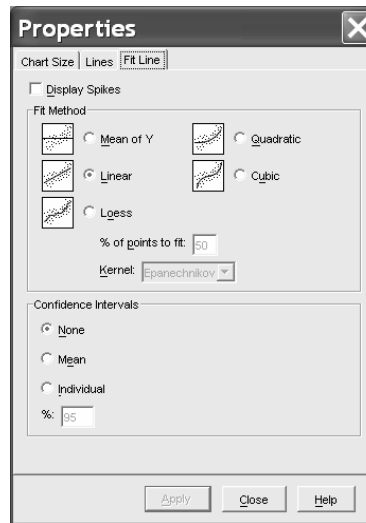 Properties
Chart Size Lines Fit Line
Display Spikes
Fit Method
Mean of Y Quadratic
Linear Cubic
Loess
% of points to fit: 50
Kernel: Epanechnikov
Confidence Intervals
None
Mean
Individual
%: 95
Apply Close Help